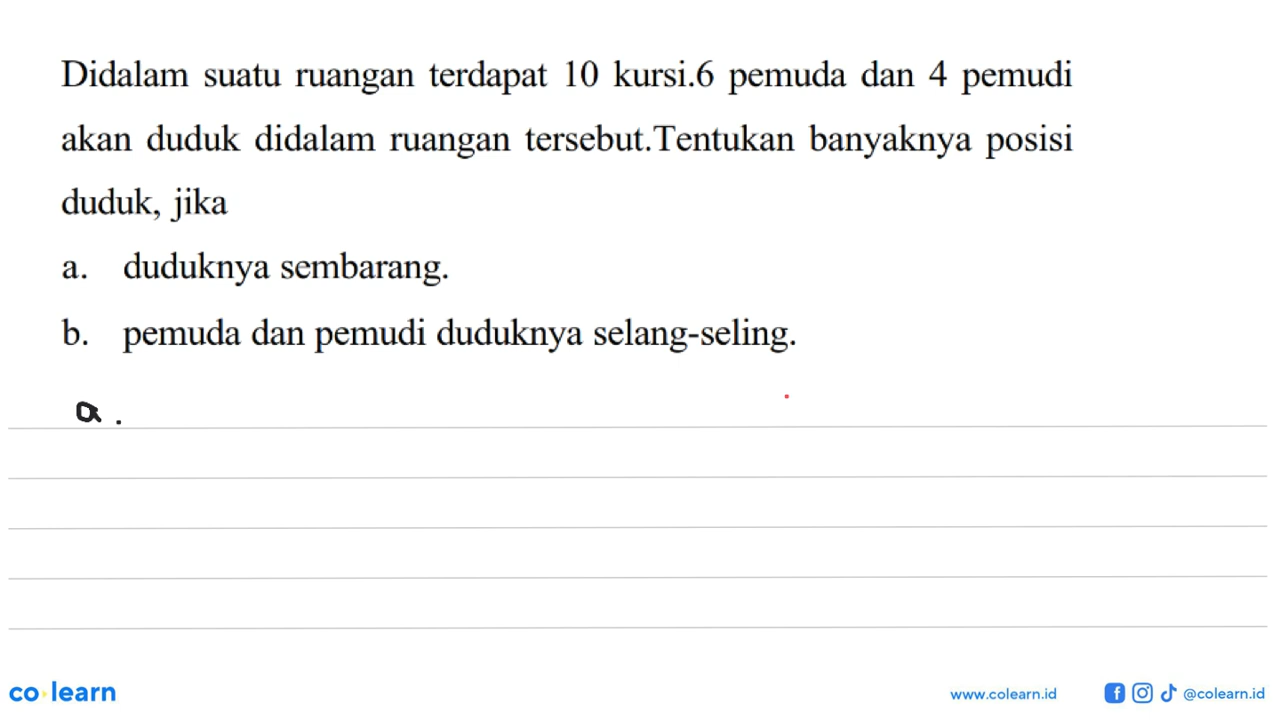 Didalam suatu ruangan terdapat 10 kursi.6 pemuda dan 4 pemudi
akan duduk didalam ruangan tersebut.Tentukan banyaknya posisi
duduk, jika
a. duduknya sembarang.
b. pemuda dan pemudi duduknya selang-seling.
a.
co learn
www.colearn.id @colearn.id